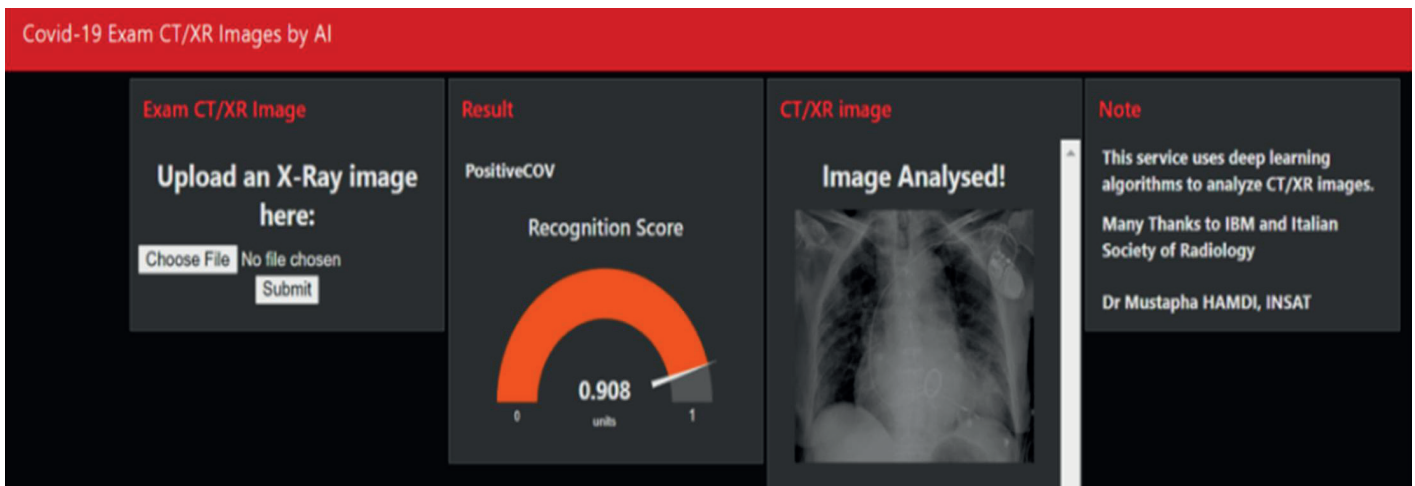 Covid-19 Exam CT/XR Images by AI
Exam CT/XR Image
Upload an X-Ray image
here:
Choose File No file chosen
Submit
Result
PositiveCOV
Recognition Score
0.908
units
0
1
CT/XR image
Image Analysed!
Note
This service uses deep learning
algorithms to analyze CT/XR images.
Many Thanks to IBM and Italian
Society of Radiology
Dr Mustapha HAMDI, INSAT